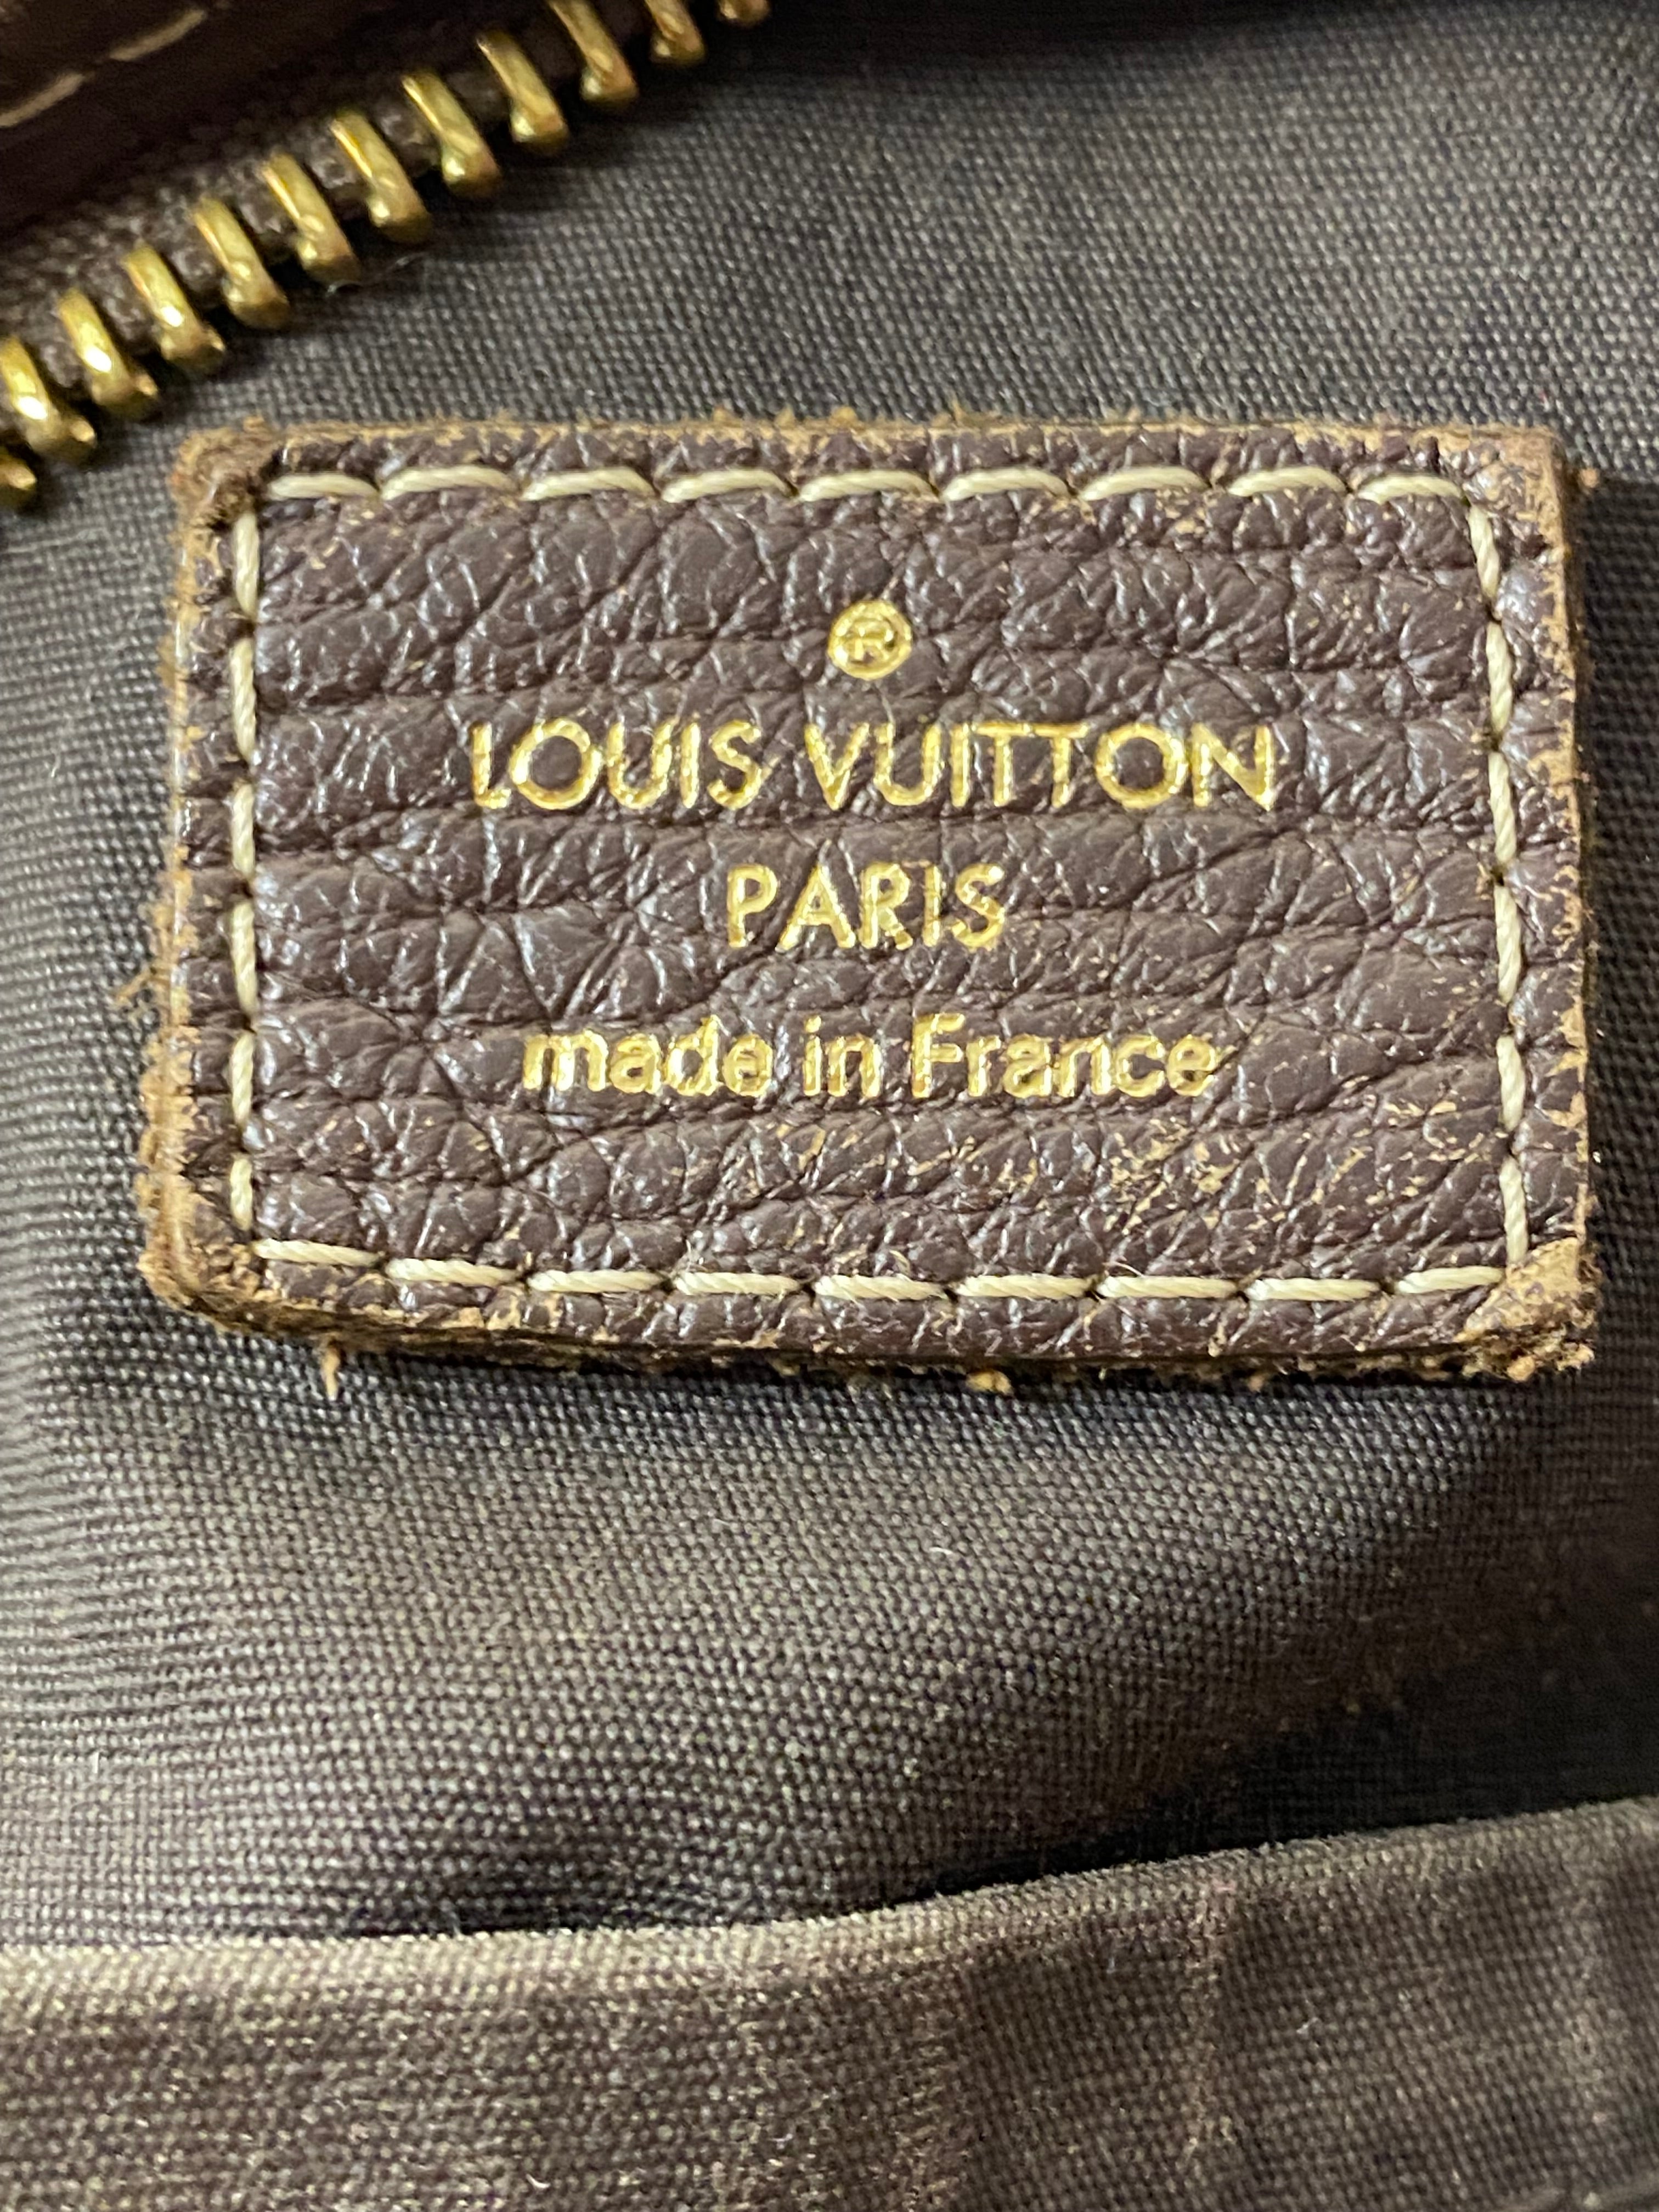 ®
LOUIS VUITTON
PARIS
made in France